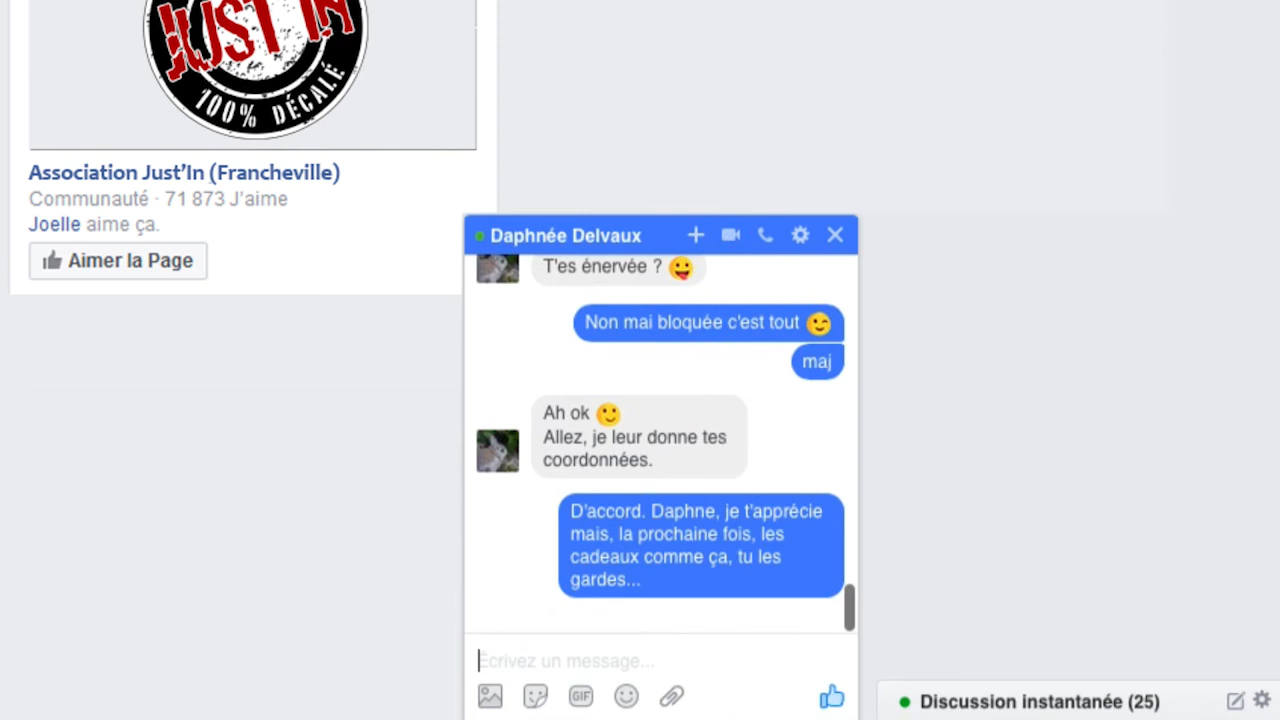 JUST IN
100% DÉCALÉ
Association Just'In (Francheville)
Communauté · 71 873 J'aime
Joelle aime ça.
Aimer la Page
Daphnée Delvaux
T'es énervée ?
Non mai bloquée c'est tout
maj
Ah ok
Allez, je leur donne tes
coordonnées.
D'accord. Daphne, je t'apprécie
mais, la prochaine fois, les
cadeaux comme ça, tu les
gardes...
Écrivez un message...
GIF
Discussion instantanée (25)